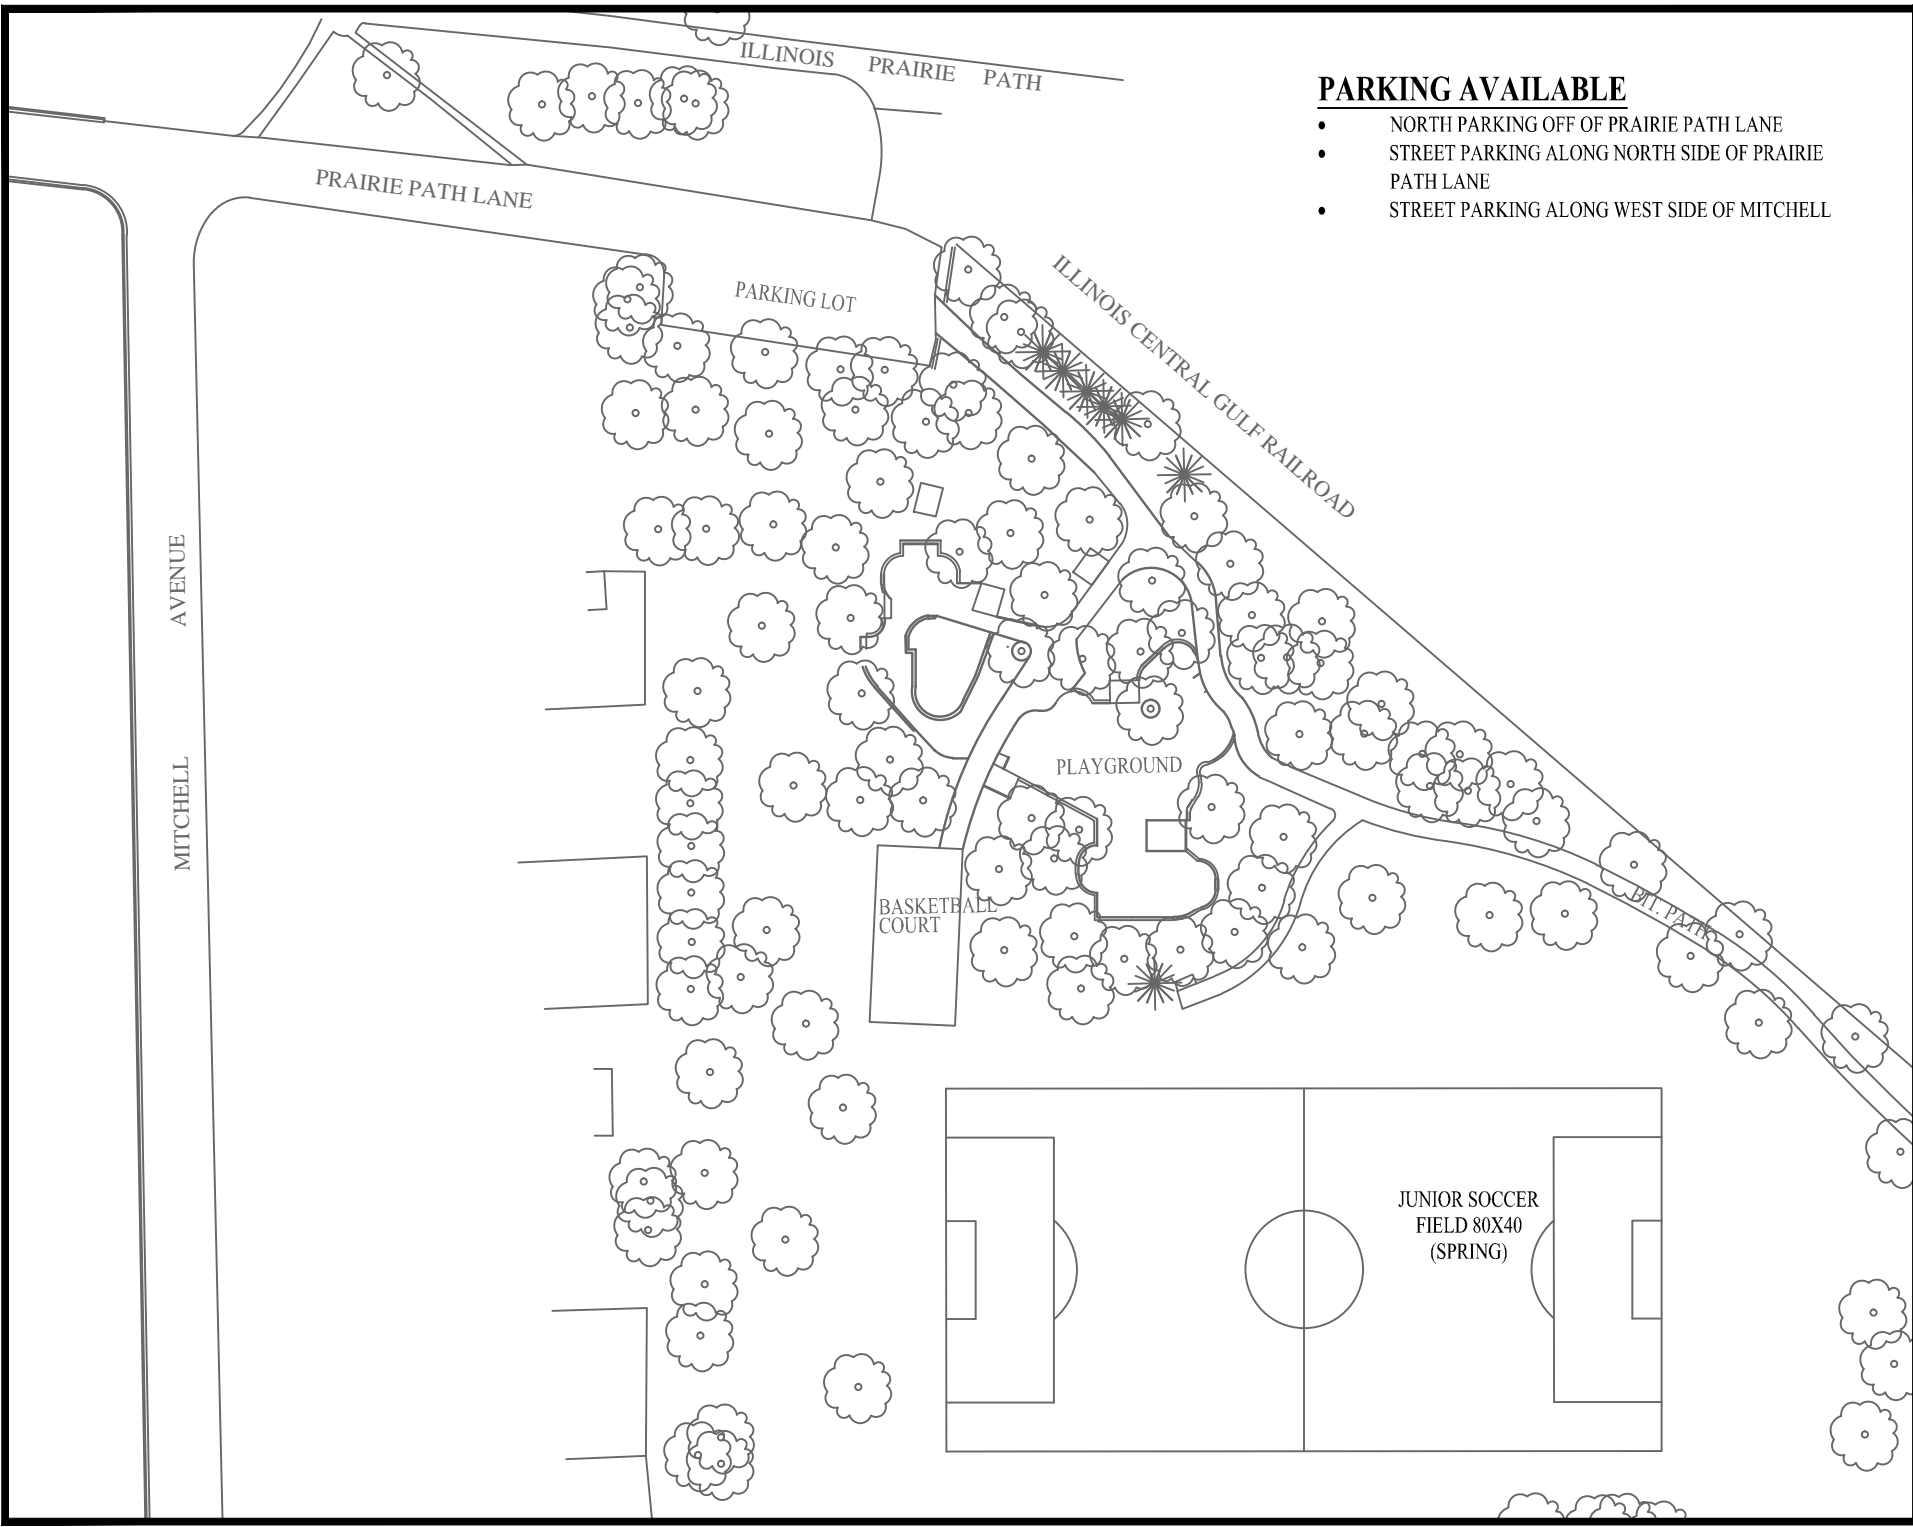 ILLINOIS PRAIRIE PATH
PARKING AVAILABLE
• NORTH PARKING OFF OF PRAIRIE PATH LANE
• STREET PARKING ALONG NORTH SIDE OF PRAIRIE
PATH LANE
• STREET PARKING ALONG WEST SIDE OF MITCHELL
PRAIRIE PATH LANE
PARKING LOT
ILLINOIS CENTRAL GULF RAILROAD
MITCHELL AVENUE
PLAYGROUND
BASKETBALL
COURT
BIT. PATH
JUNIOR SOCCER
FIELD 80X40
(SPRING)